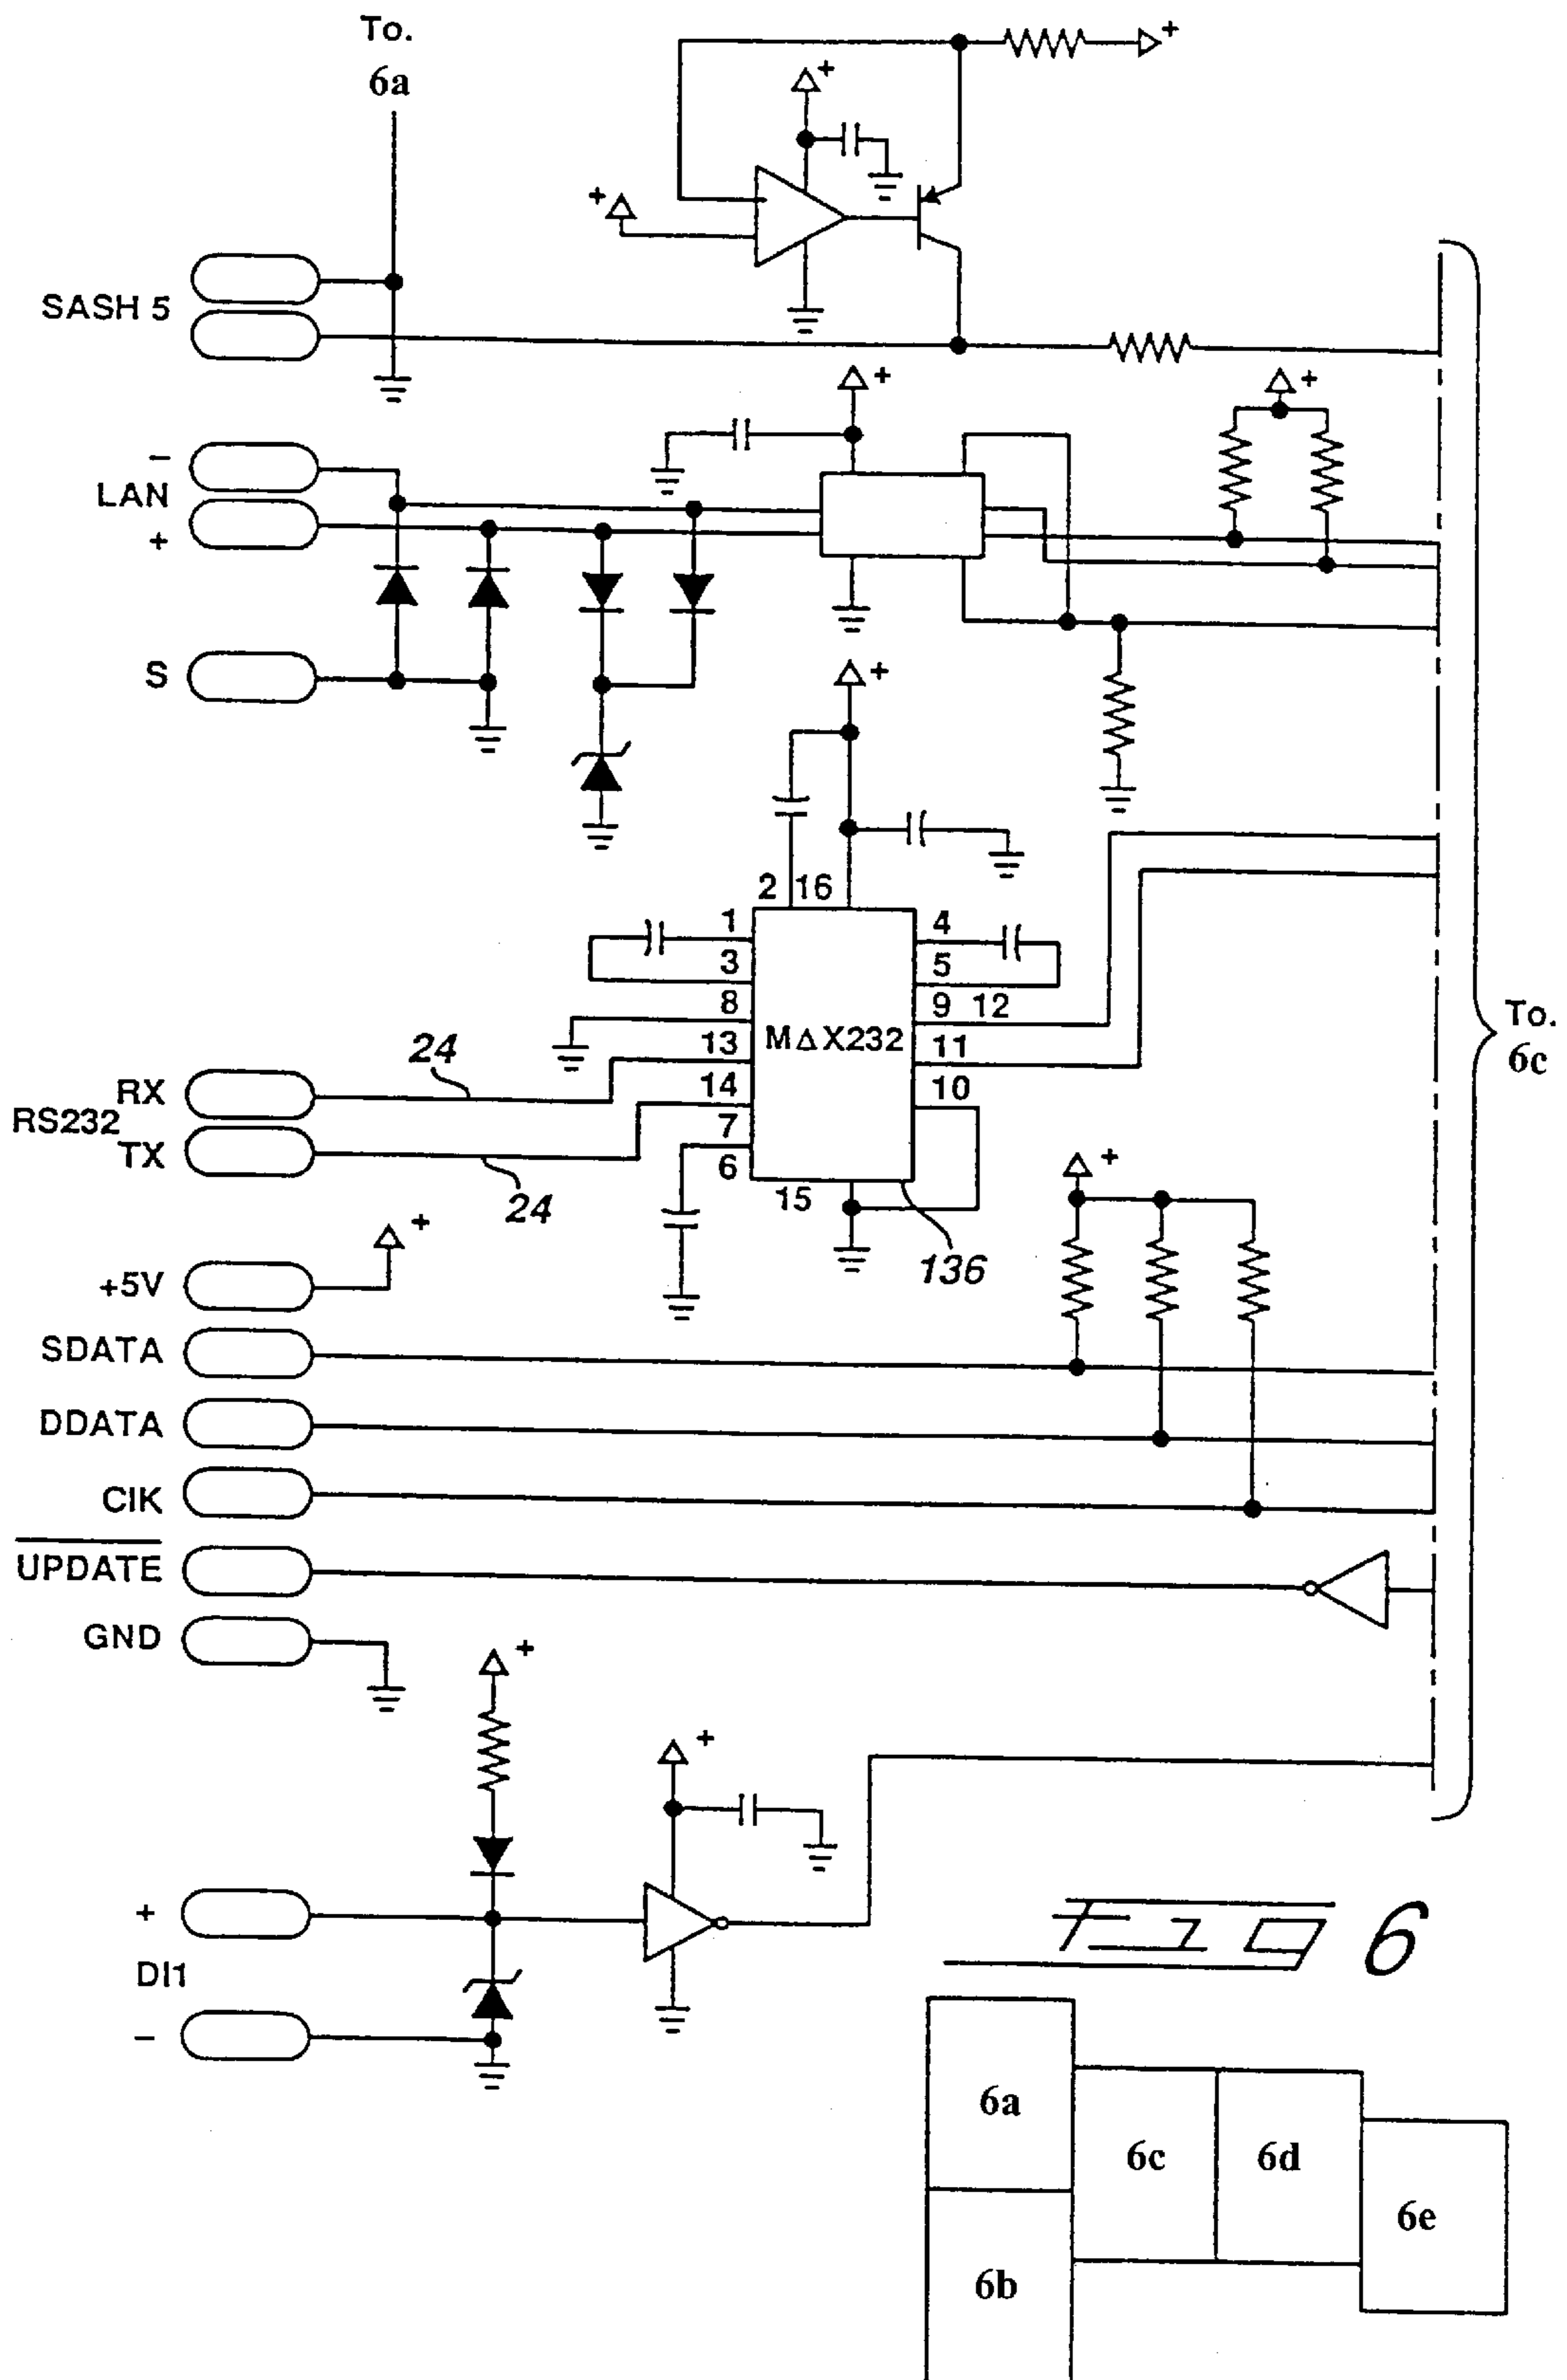 To.
6a
+
+
+
SASH 5
+
+
−
LAN
+
S
+
2 16
1
4
3
5
8
9 12
MΔX232
13
11
24
14
10
RX
RS232
TX
7
6
15
24
136
To.
6c
+
+
+5V
SDATA
DDATA
CIK
UPDATE
GND
+
+
+
DI1
−
Fig 6
6a
6c
6d
6e
6b